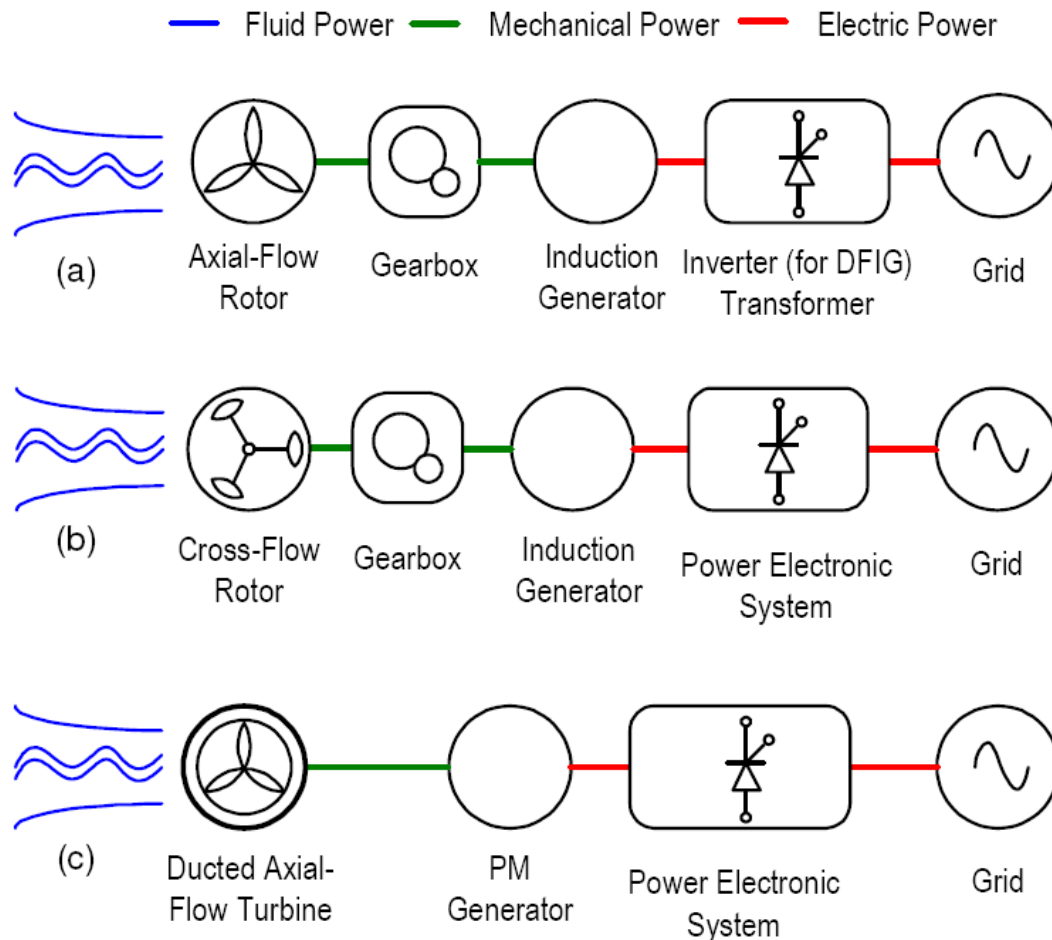 Fluid Power Mechanical Power Electric Power
(a)
Axial-Flow
Rotor
Gearbox
Induction
Generator
Inverter (for DFIG)
Transformer
Grid
(b)
Cross-Flow
Rotor
Gearbox
Induction
Generator
Power Electronic
System
Grid
(c)
Ducted Axial-
Flow Turbine
PM
Generator
Power Electronic
System
Grid